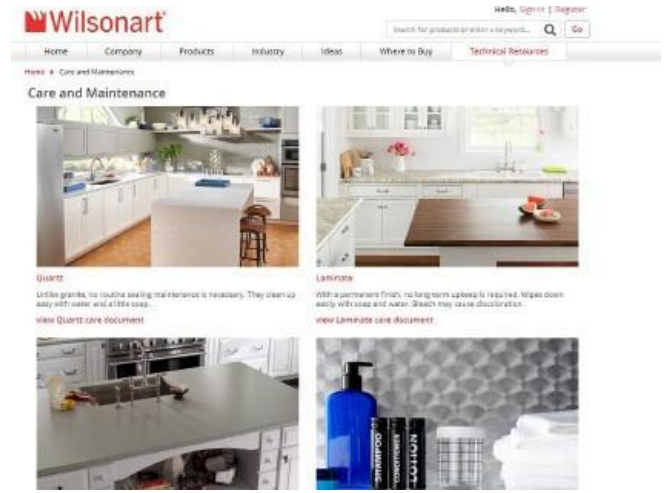 Wilsonart
Hello, Sign In | Register
Search for products or enter a keyword... Go
Home Company Products Industry Ideas Where to Buy Technical Resources
Home Care and Maintenance
Care and Maintenance
Quartz
Unlike granite, no routine sealing maintenance is necessary. They clean up
easy with water and a little soap.
view Quartz care document
Laminate
With a permanent finish, no long term upkeep is required. Wipes down
easily with soap and water. Bleach may cause discoloration.
view Laminate care document
SHAMPOO
CONDITIONER
LOTION